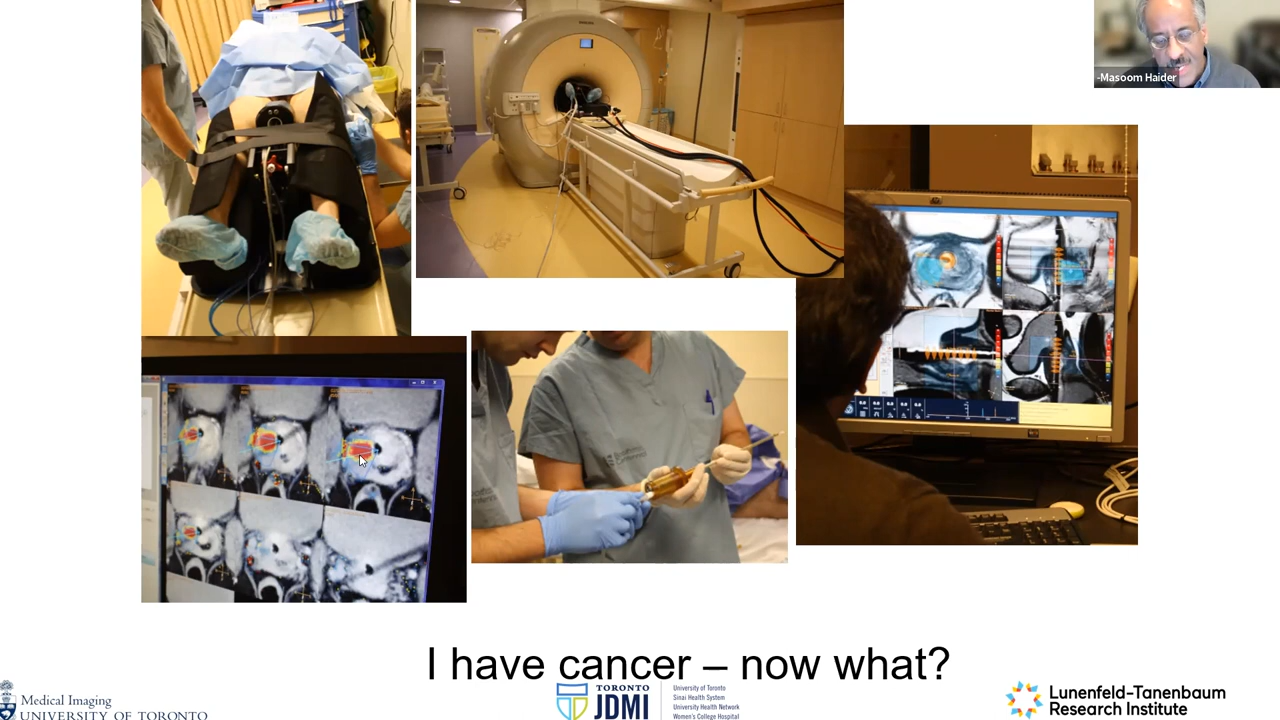 -Masoom Haider
I have cancer – now what?
Medical Imaging
UNIVERSITY OF TORONTO
TORONTO
JDMI
University of Toronto
Sinai Health System
University Health Network
Women's College Hospital
Lunenfeld-Tanenbaum
Research Institute